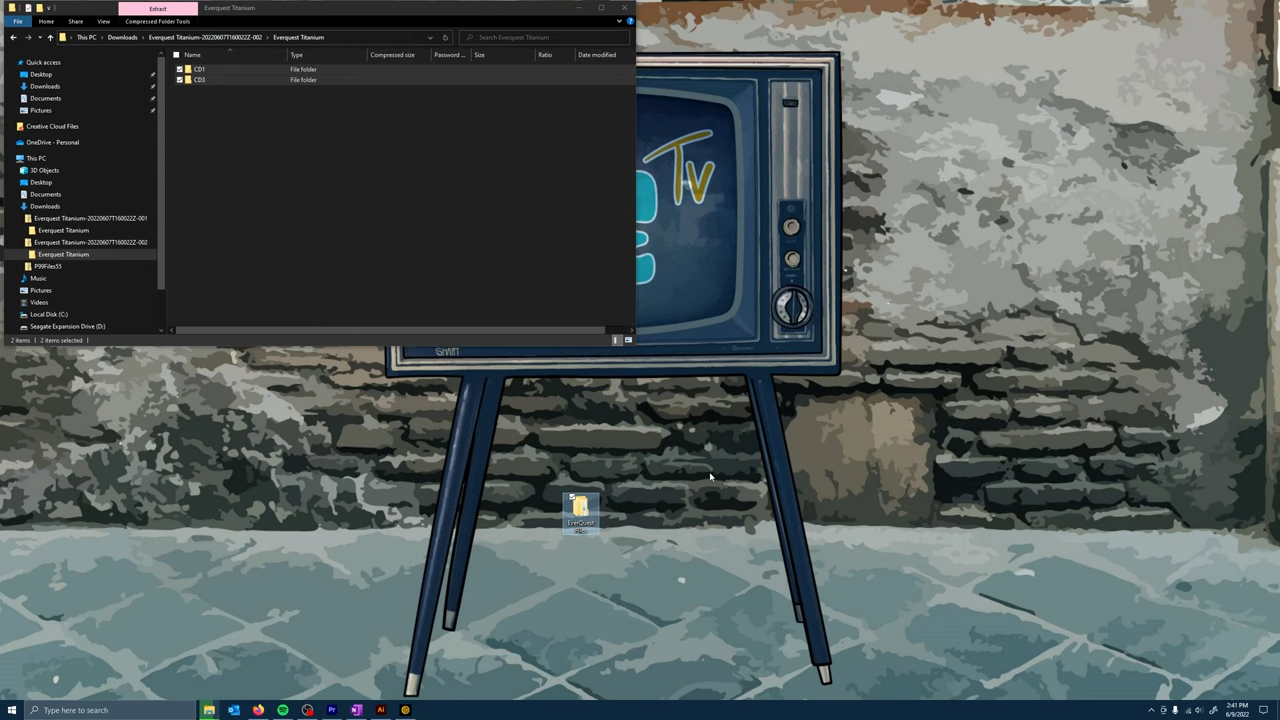 Extract
Everquest Titanium
File
Home
Share
View
Compressed Folder Tools
This PC
Downloads
Everquest Titanium-20220607T160022Z-002
Everquest Titanium
Search Everquest Titanium
Name
Type
Compressed size
Password ...
Size
Ratio
Date modified
CD1
File folder
CD3
File folder
Quick access
Desktop
Downloads
Documents
Pictures
Creative Cloud Files
OneDrive - Personal
This PC
3D Objects
Desktop
Documents
Downloads
Everquest Titanium-20220607T160022Z-001
Everquest Titanium
Everquest Titanium-20220607T160022Z-002
Everquest Titanium
P99Files55
Music
Pictures
Videos
Local Disk (C:)
Seagate Expansion Drive (D:)
2 items
2 items selected
TV
SMART
EverQuest
Files
Type here to search
2:41 PM
6/9/2022